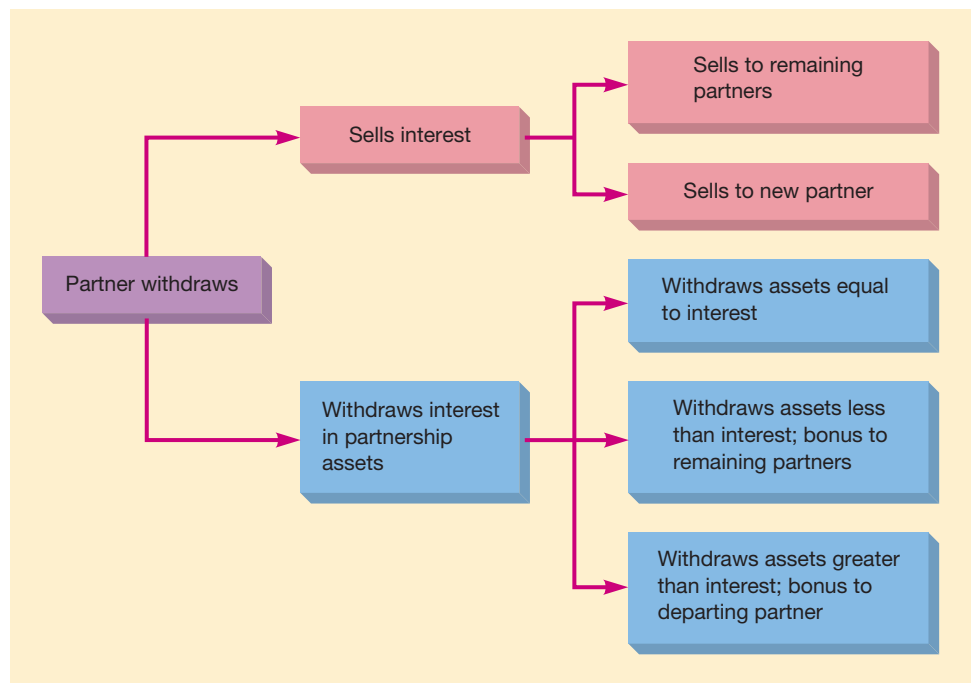 Sells to remaining
partners
Sells interest
Sells to new partner
Partner withdraws
Withdraws assets equal
to interest
Withdraws interest
in partnership
assets
Withdraws assets less
than interest; bonus to
remaining partners
Withdraws assets greater
than interest; bonus to
departing partner